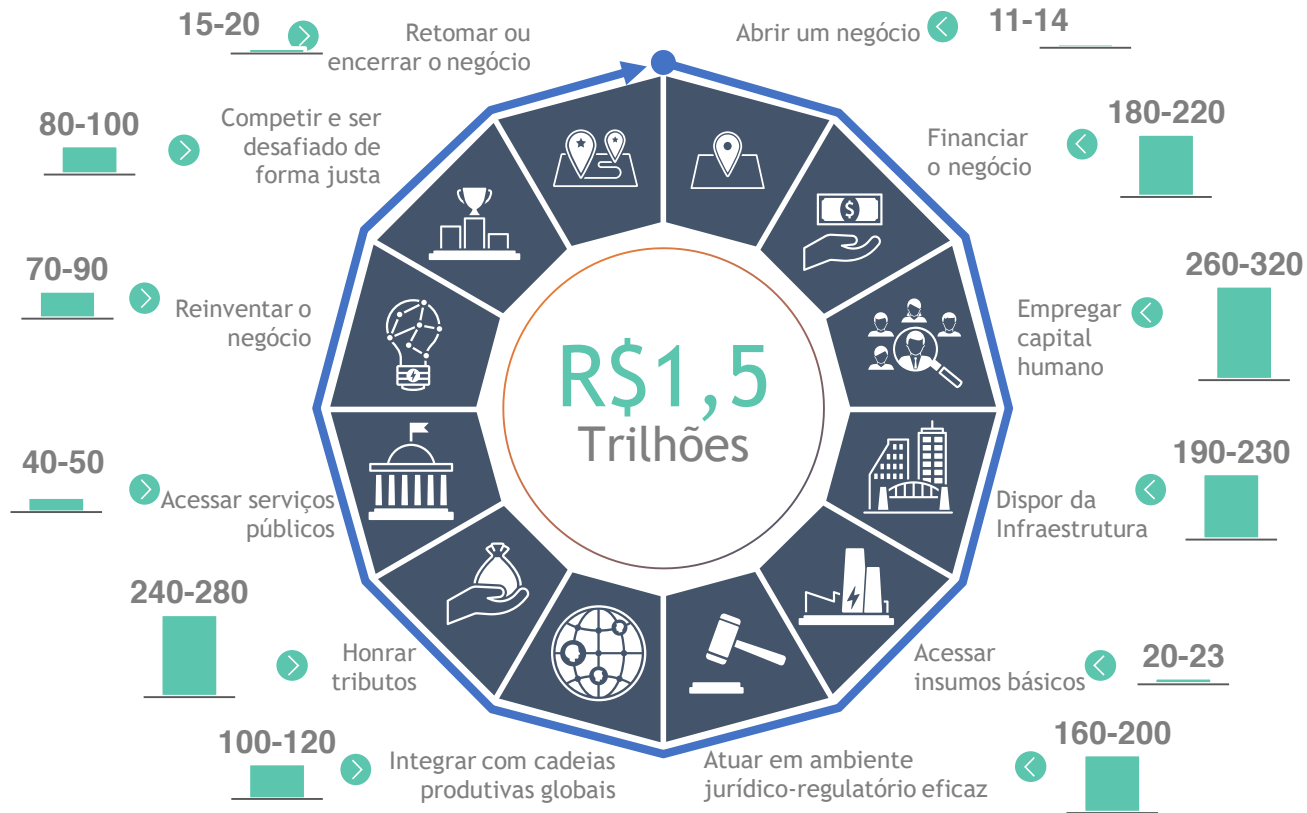 15-20
Retomar ou
encerrar o negócio
Abrir um negócio
11-14
80-100
Competir e ser
desafiado de
forma justa
Financiar
o negócio
180-220
$
70-90
Reinventar o
negócio
R$1,5
Trilhões
Empregar
capital
humano
260-320
40-50
Acessar serviços
públicos
Dispor da
Infraestrutura
190-230
240-280
Honrar
tributos
Acessar
insumos básicos
20-23
100-120
Integrar com cadeias
produtivas globais
Atuar em ambiente
jurídico-regulatório eficaz
160-200